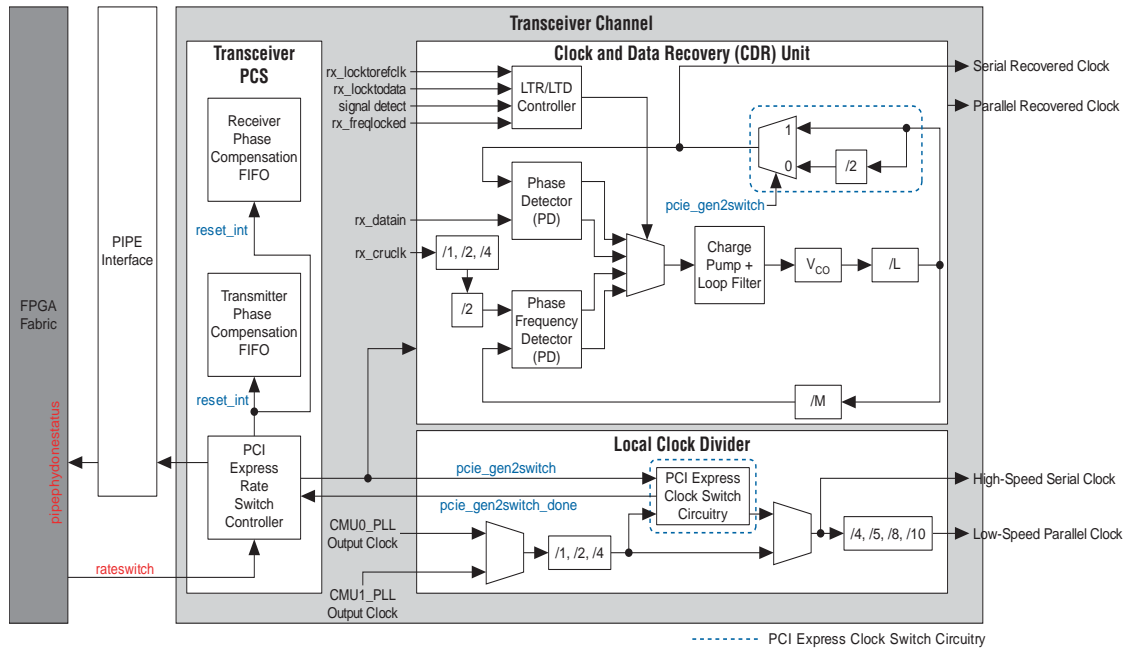 Transceiver Channel
Transceiver
PCS
Clock and Data Recovery (CDR) Unit
rx_locktorefclk
rx_locktodata
signal detect
rx_freqlocked
LTR/LTD
Controller
Serial Recovered Clock
Parallel Recovered Clock
Receiver
Phase
Compensation
FIFO
1
0
/2
pcie_gen2switch
Phase
Detector
(PD)
rx_datain
reset_int
PIPE
Interface
rx_cruclk
/1, /2, /4
Charge
Pump +
Loop Filter
VCO
/L
FPGA
Fabric
Transmitter
Phase
Compensation
FIFO
/2
Phase
Frequency
Detector
(PD)
reset_int
/M
pipephydonestatus
PCI
Express
Rate
Switch
Controller
Local Clock Divider
pcie_gen2switch
PCI Express
Clock Switch
Circuitry
High-Speed Serial Clock
pcie_gen2switch_done
CMU0_PLL
Output Clock
/1, /2, /4
/4, /5, /8, /10
Low-Speed Parallel Clock
rateswitch
CMU1_PLL
Output Clock
PCI Express Clock Switch Circuitry